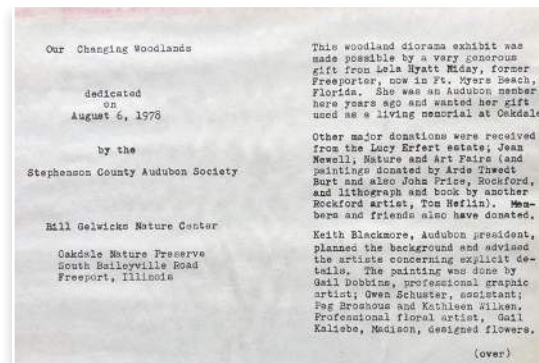 Our Changing Woodlands
dedicated
on
August 6, 1978
by the
Stephenson County Audubon Society
Bill Gelwicks Nature Center
Oakdale Nature Preserve
South Baileyville Road
Freeport, Illinois
This woodland diorama exhibit was
made possible by a very generous
gift from Lela Hyatt Miday, former
Freeporter, now in Ft. Myers Beach,
Florida. She was an Audubon member
here years ago and wanted her gift
used as a living memorial at Oakdale
Other major donations were received
from the Lucy Erfert estate; Jean
Newell; Nature and Art Fairs (and
paintings donated by Arde Thwedt
Burt and also John Price, Rockford,
and lithograph and book by another
Rockford artist, Tom Heflin). Mem-
bers and friends also have donated.
Keith Blackmore, Audubon president,
planned the background and advised
the artists concerning explicit de-
tails. The painting was done by
Gail Dobbins, professional graphic
artist; Gwen Schuster, assistant;
Peg Broshous and Kathleen Wilken.
Professional floral artist, Gail
Kaliebe, Madison, designed flowers.
(over)